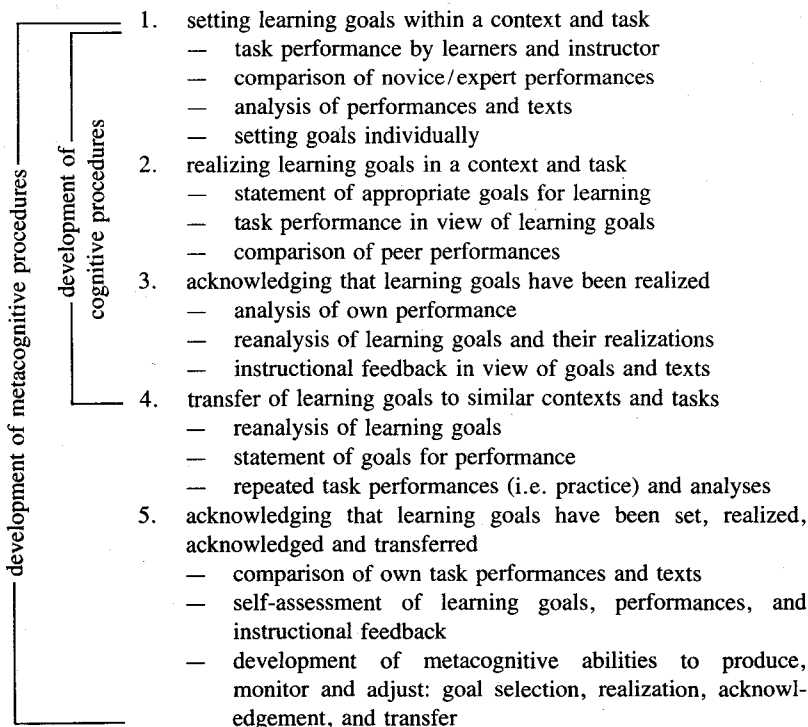 development of metacognitive procedures
development of
cognitive procedures
1. setting learning goals within a context and task
— task performance by learners and instructor
— comparison of novice/expert performances
— analysis of performances and texts
— setting goals individually
2. realizing learning goals in a context and task
— statement of appropriate goals for learning
— task performance in view of learning goals
— comparison of peer performances
3. acknowledging that learning goals have been realized
— analysis of own performance
— reanalysis of learning goals and their realizations
— instructional feedback in view of goals and texts
4. transfer of learning goals to similar contexts and tasks
— reanalysis of learning goals
— statement of goals for performance
— repeated task performances (i.e. practice) and analyses
5. acknowledging that learning goals have been set, realized,
acknowledged and transferred
— comparison of own task performances and texts
— self-assessment of learning goals, performances, and
instructional feedback
— development of metacognitive abilities to produce,
monitor and adjust: goal selection, realization, acknowl-
edgement, and transfer